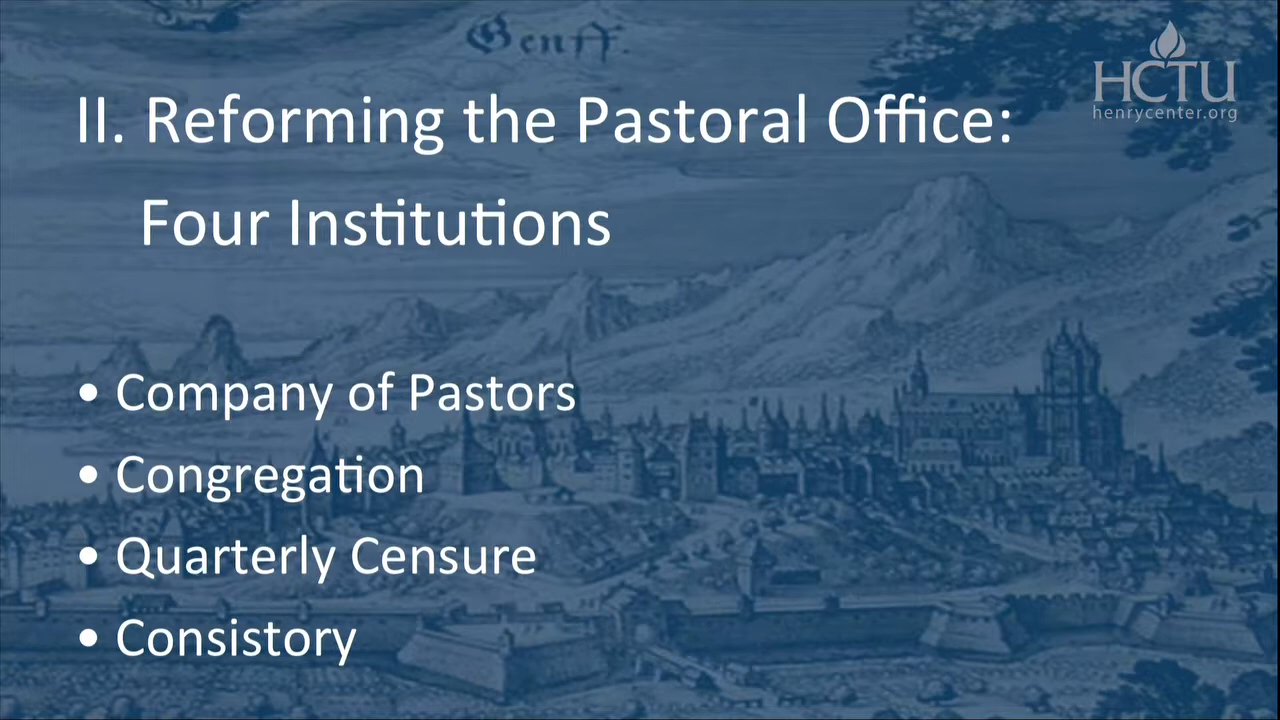 Genff.
HCTU
henrycenter.org
II. Reforming the Pastoral Office:
Four Institutions
• Company of Pastors
• Congregation
• Quarterly Censure
• Consistory